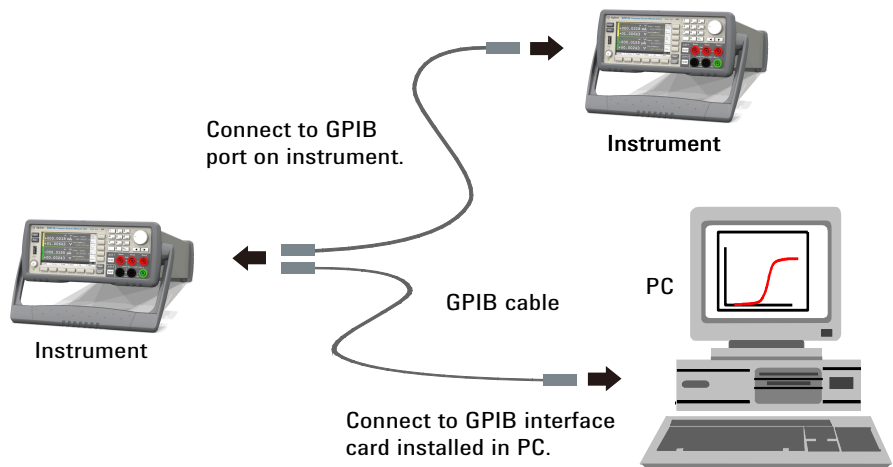 Connect to GPIB
port on instrument.
Instrument
Instrument
PC
GPIB cable
Connect to GPIB interface
card installed in PC.